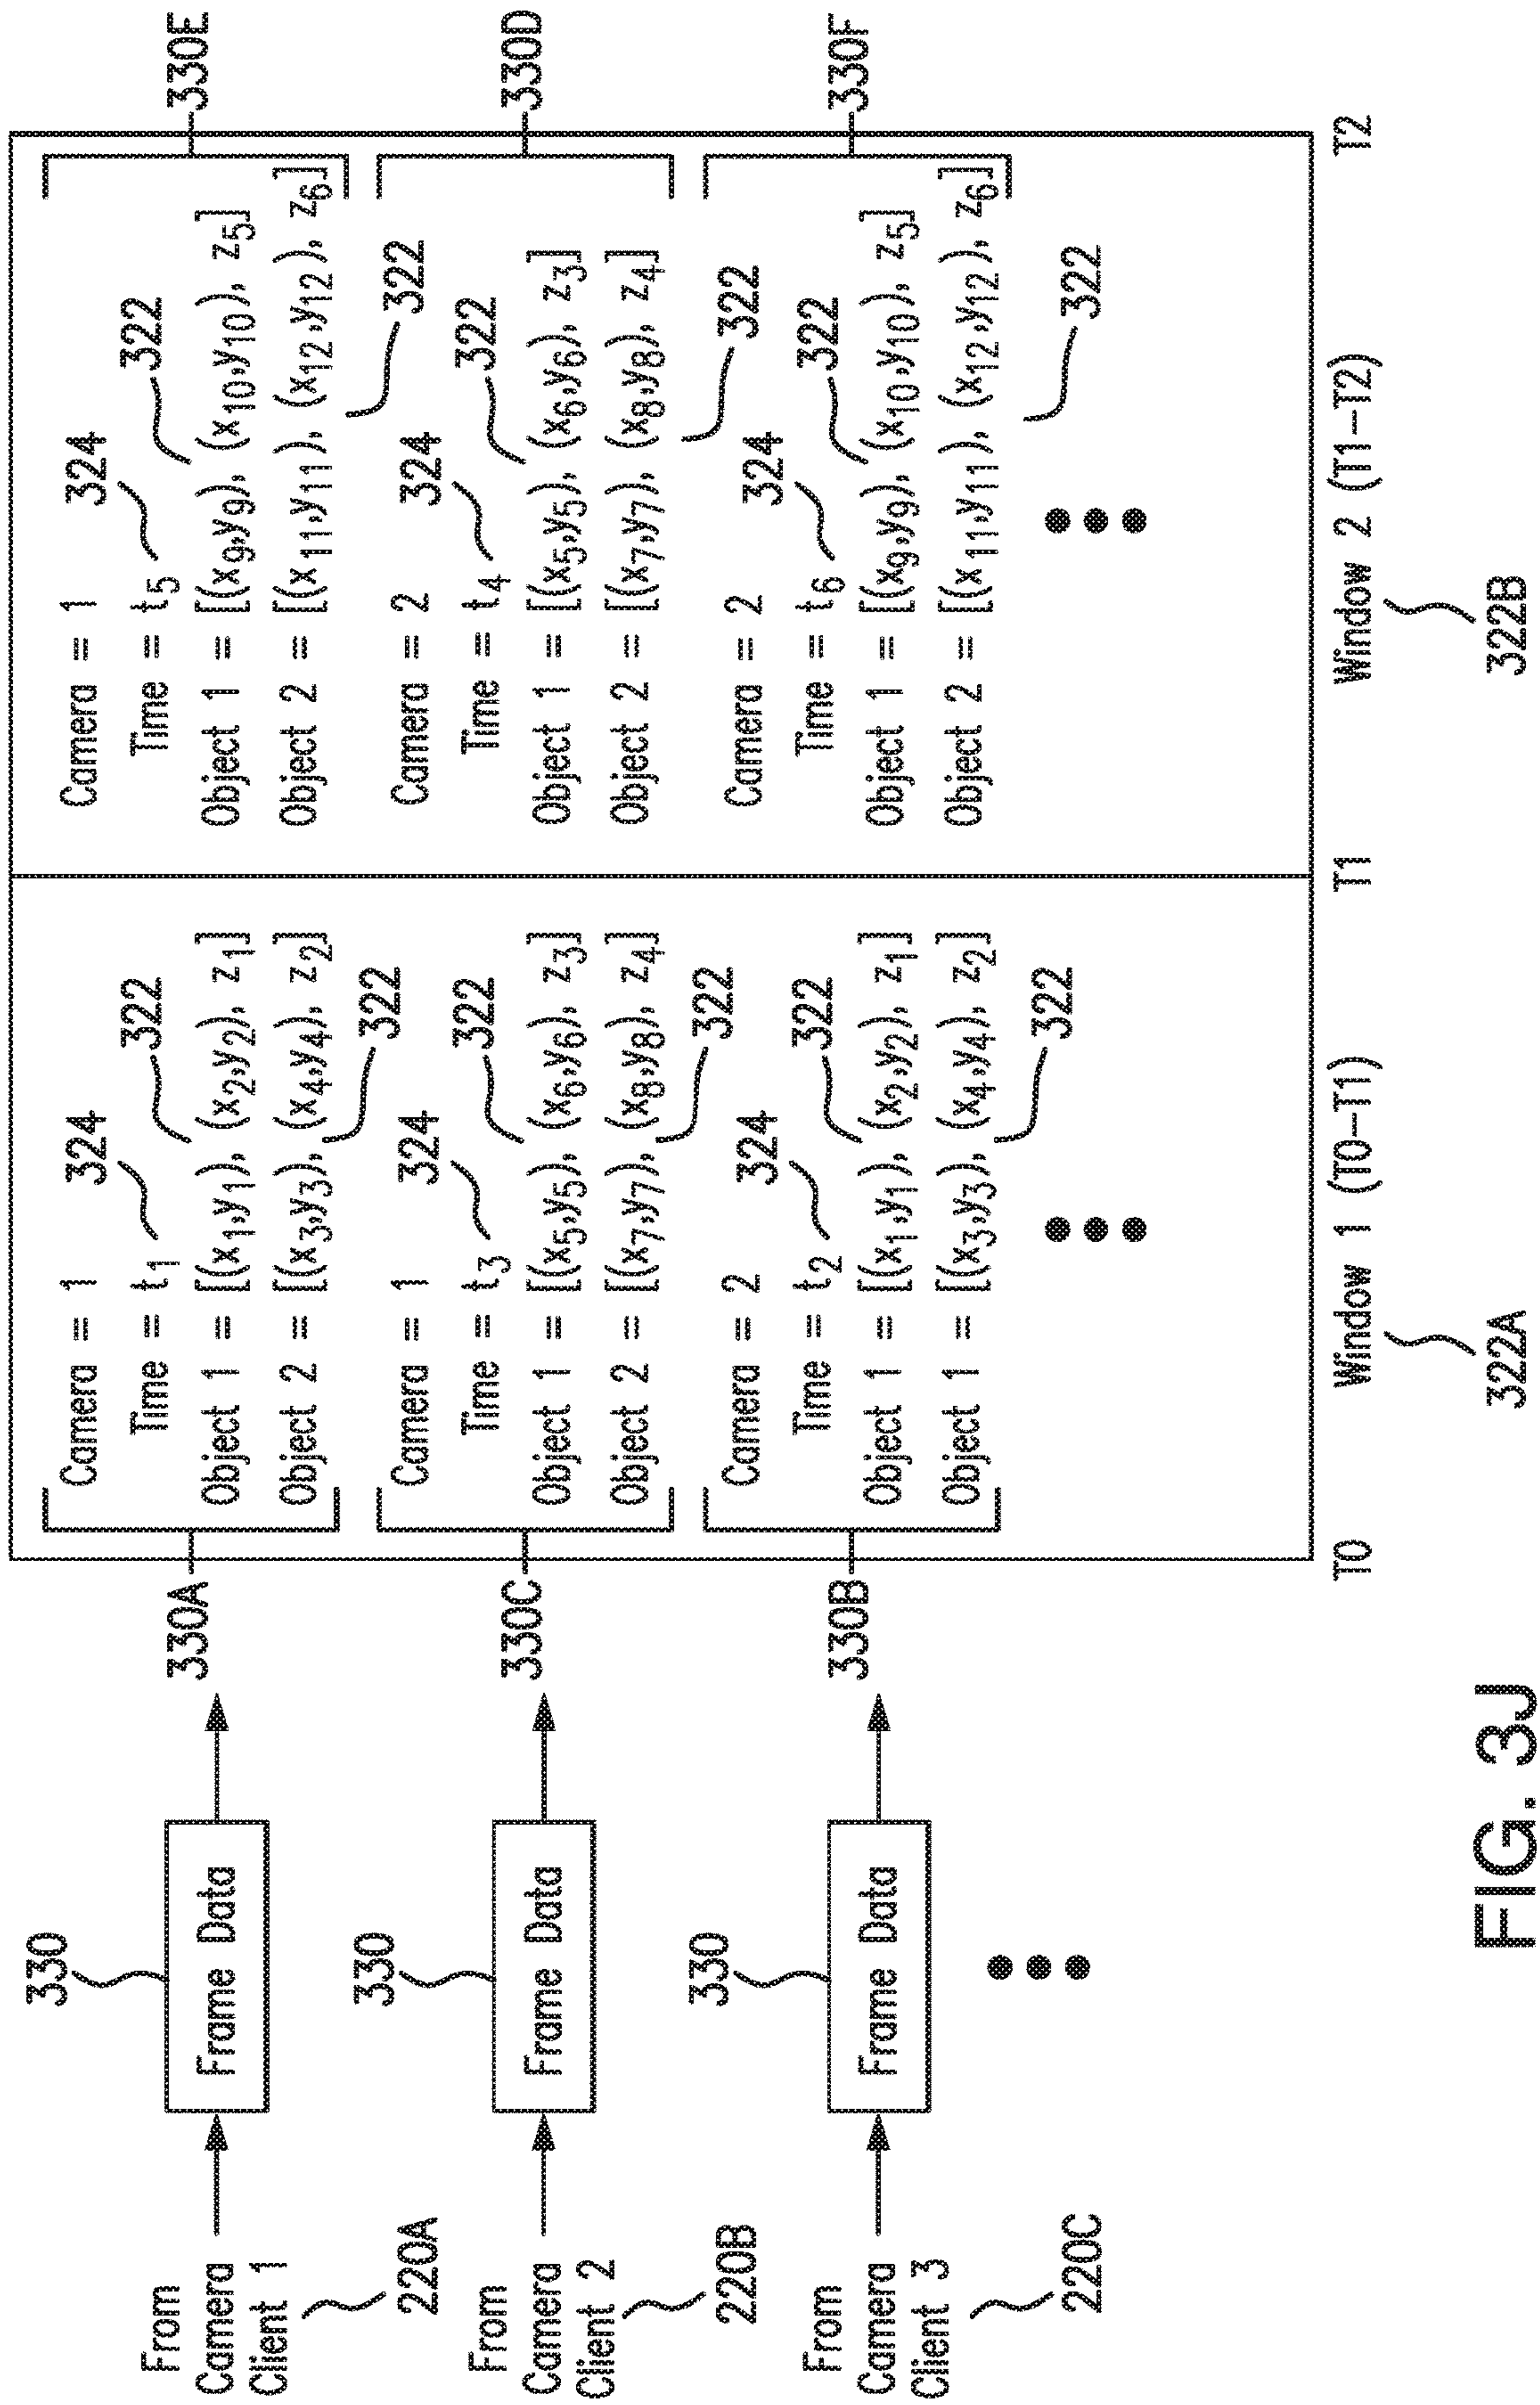 330
From
Camera
Client 1
220A
Frame Data
330A
330
From
Camera
Client 2
220B
Frame Data
330C
330
From
Camera
Client 3
220C
Frame Data
330B
Camera = 1
324
Time = t1
322
Object 1 = [(x1,y1), (x2,y2), z1]
Object 2 = [(x3,y3), (x4,y4), z2]
322
Camera = 1
324
Time = t3
322
Object 1 = [(x5,y5), (x6,y6), z3]
Object 2 = [(x7,y7), (x8,y8), z4]
322
Camera = 2
324
Time = t2
322
Object 1 = [(x1,y1), (x2,y2), z1]
Object 1 = [(x3,y3), (x4,y4), z2]
322
Camera = 1
324
Time = t5
322
Object 1 = [(x9,y9), (x10,y10), z5]
Object 2 = [(x11,y11), (x12,y12), z6]
322
330E
Camera = 2
324
Time = t4
322
Object 1 = [(x5,y5), (x6,y6), z3]
Object 2 = [(x7,y7), (x8,y8), z4]
322
330D
Camera = 2
324
Time = t6
322
Object 1 = [(x9,y9), (x10,y10), z5]
Object 2 = [(x11,y11), (x12,y12), z6]
322
330F
T0
Window 1 (T0-T1)
322A
T1
Window 2 (T1-T2)
322B
T2
FIG. 3J